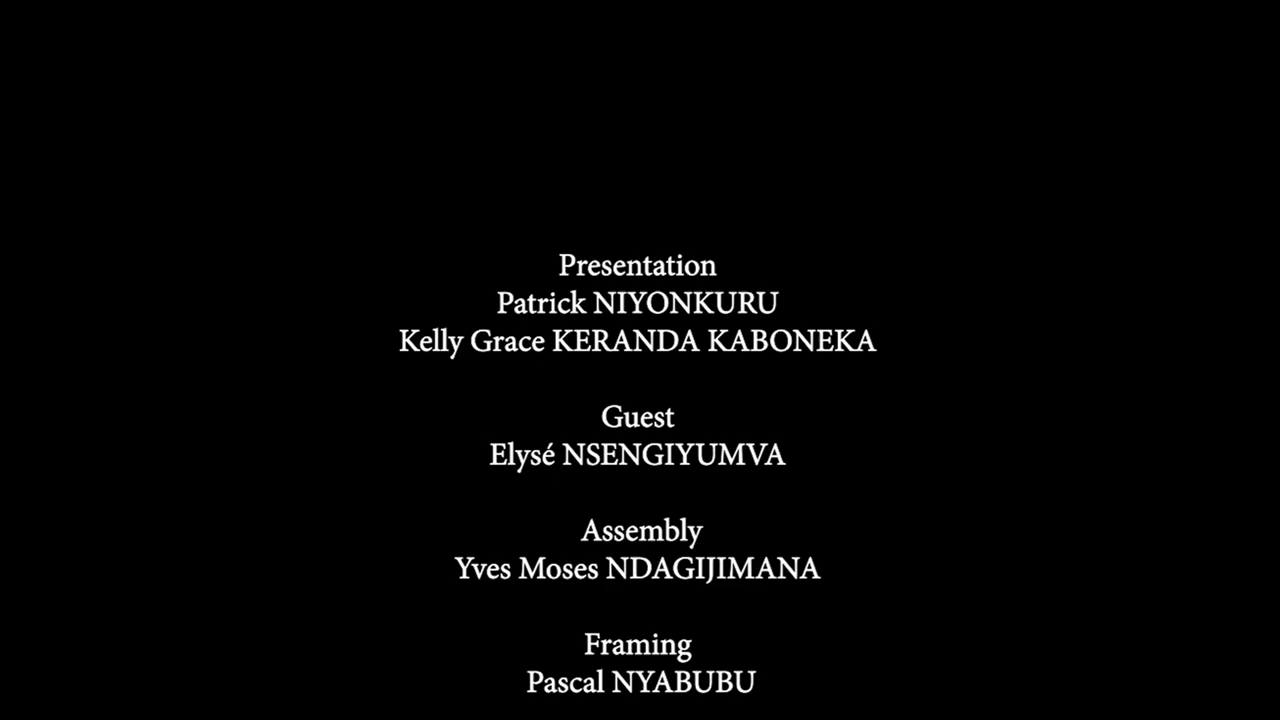 Presentation
Patrick NIYONKURU
Kelly Grace KERANDA KABONEKA
Guest
Elysé NSENGIYUMVA
Assembly
Yves Moses NDAGIJIMANA
Framing
Pascal NYABUBU